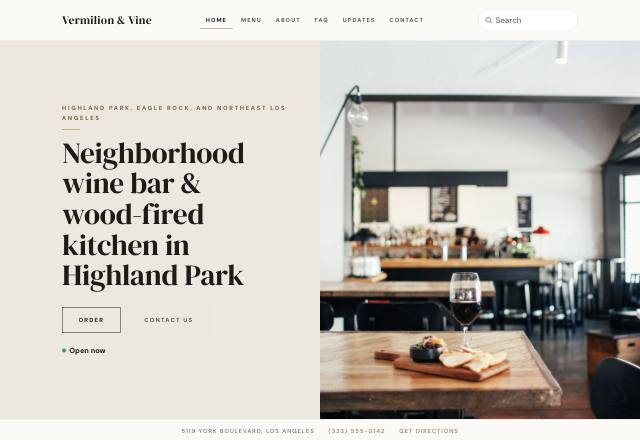 Vermilion & Vine
HOME MENU ABOUT FAQ UPDATES CONTACT
Search
HIGHLAND PARK, EAGLE ROCK, AND NORTHEAST LOS
ANGELES
Neighborhood
wine bar &
wood-fired
kitchen in
Highland Park
ORDER CONTACT US
Open now
5119 YORK BOULEVARD, LOS ANGELES (323) 555-0142 GET DIRECTIONS